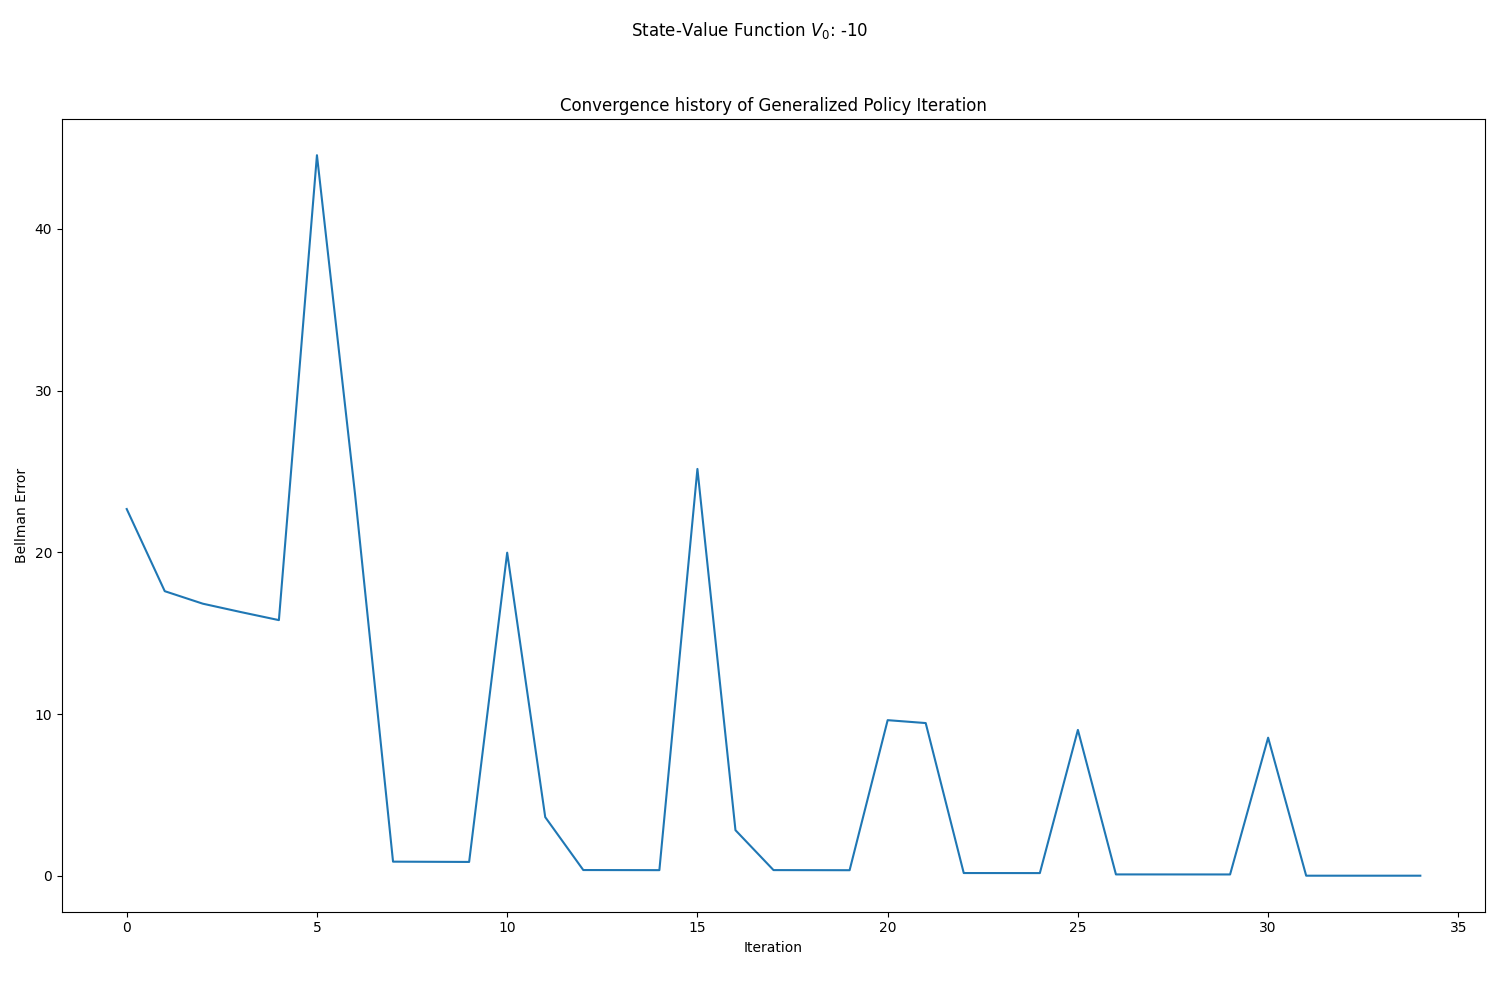 State-Value Function $V_0$: -10
Convergence history of Generalized Policy Iteration
40
30
20
10
0
Bellman Error
0 5 10 15 20 25 30 35
Iteration